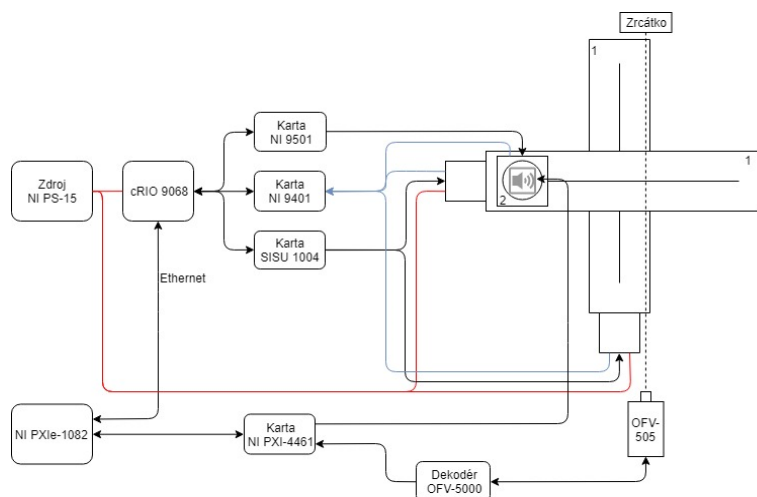 Zrcátko
1
Karta
NI 9501
1
Zdroj
NI PS-15
cRIO 9068
Karta
NI 9401
2
Karta
SISU 1004
Ethernet
NI PXIe-1082
Karta
NI PXI-4461
OFV-
505
Dekodér
OFV-5000